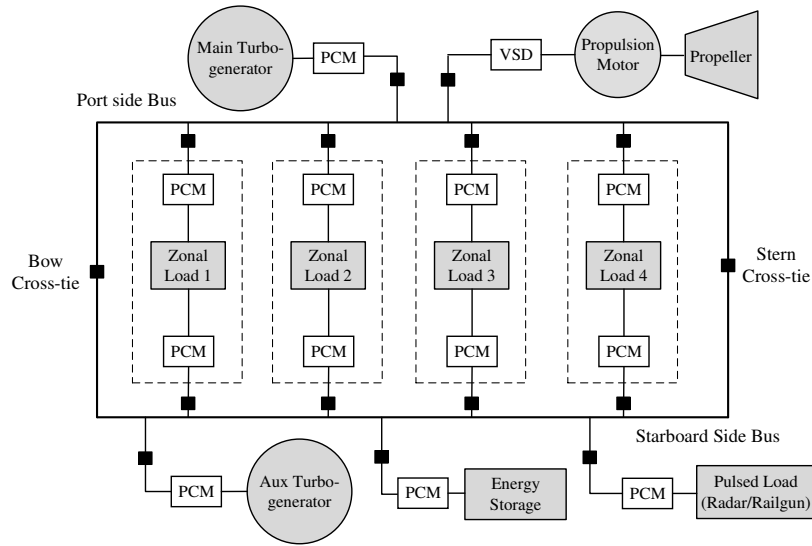 Main Turbo-
generator
PCM
VSD
Propulsion
Motor
Propeller
Port side Bus
PCM
PCM
PCM
PCM
Bow
Cross-tie
Zonal
Load 1
Zonal
Load 2
Zonal
Load 3
Zonal
Load 4
Stern
Cross-tie
PCM
PCM
PCM
PCM
Starboard Side Bus
PCM
Aux Turbo-
generator
PCM
Energy
Storage
PCM
Pulsed Load
(Radar/Railgun)